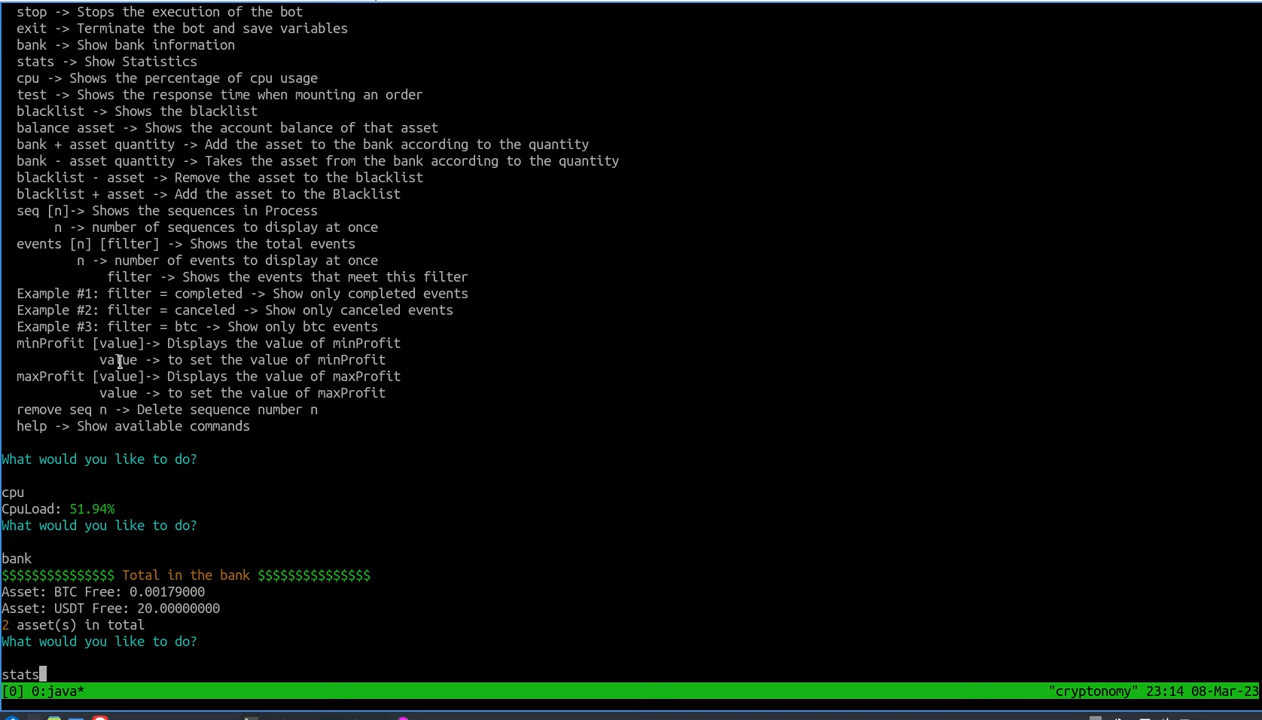 stop -> Stops the execution of the bot
exit -> Terminate the bot and save variables
bank -> Show bank information
stats -> Show Statistics
cpu -> Shows the percentage of cpu usage
test -> Shows the response time when mounting an order
blacklist -> Shows the blacklist
balance asset -> Shows the account balance of that asset
bank + asset quantity -> Add the asset to the bank according to the quantity
bank - asset quantity -> Takes the asset from the bank according to the quantity
blacklist - asset -> Remove the asset to the blacklist
blacklist + asset -> Add the asset to the Blacklist
seq [n]-> Shows the sequences in Process
n -> number of sequences to display at once
events [n] [filter] -> Shows the total events
n -> number of events to display at once
filter -> Shows the events that meet this filter
Example #1: filter = completed -> Show only completed events
Example #2: filter = canceled -> Show only canceled events
Example #3: filter = btc -> Show only btc events
minProfit [value]-> Displays the value of minProfit
value -> to set the value of minProfit
maxProfit [value]-> Displays the value of maxProfit
value -> to set the value of maxProfit
remove seq n -> Delete sequence number n
help -> Show available commands
What would you like to do?
cpu
CpuLoad: 51.94%
What would you like to do?
bank
$$$$$$$$$$$$$$$ Total in the bank $$$$$$$$$$$$$$$
Asset: BTC Free: 0.00179000
Asset: USDT Free: 20.00000000
2 asset(s) in total
What would you like to do?
stats
[0] 0:java* "cryptonomy" 23:14 08-Mar-23